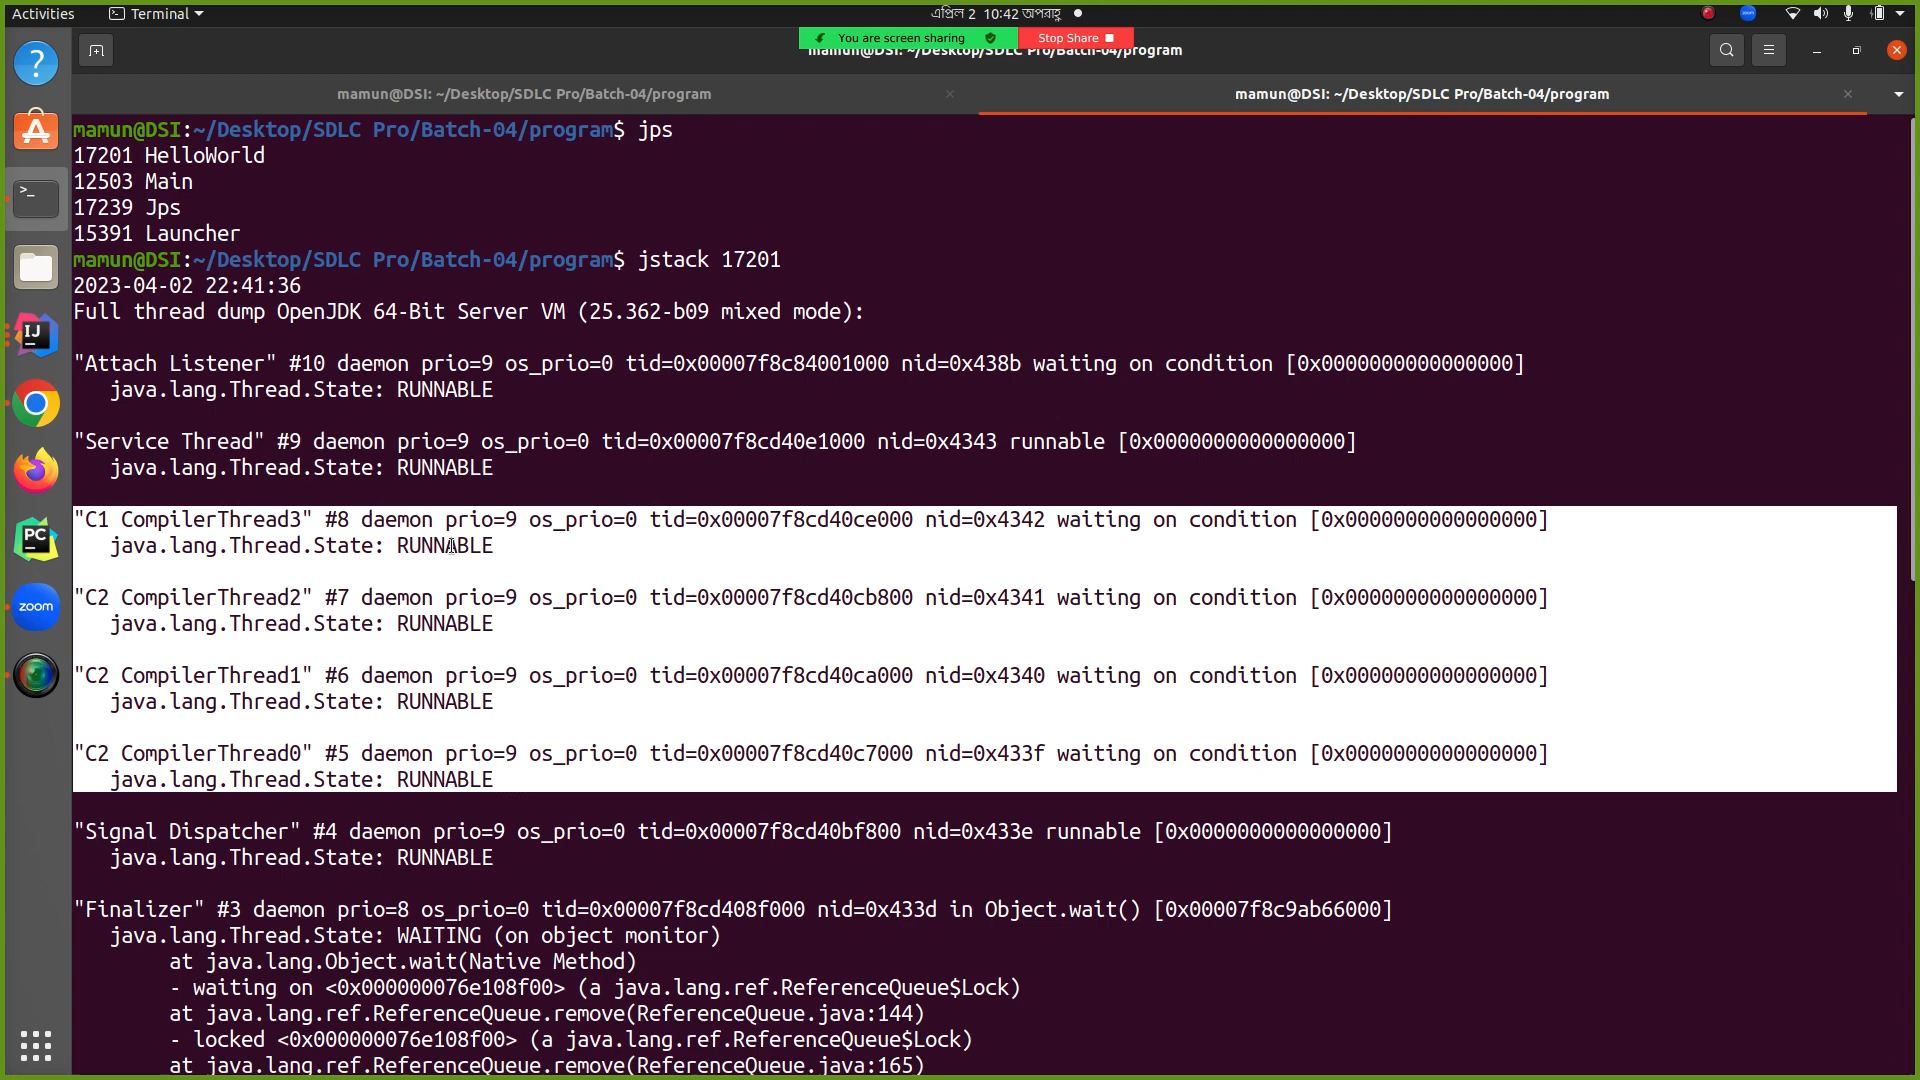 Activities
Terminal
এপ্রিল 2 10:42 অপরাহ্ণ
You are screen sharing
Stop Share
mamun@DSI: ~/Desktop/SDLC Pro/Batch-04/program
mamun@DSI: ~/Desktop/SDLC Pro/Batch-04/program
mamun@DSI: ~/Desktop/SDLC Pro/Batch-04/program
mamun@DSI:~/Desktop/SDLC Pro/Batch-04/program$ jps
17201 HelloWorld
12503 Main
17239 Jps
15391 Launcher
mamun@DSI:~/Desktop/SDLC Pro/Batch-04/program$ jstack 17201
2023-04-02 22:41:36
Full thread dump OpenJDK 64-Bit Server VM (25.362-b09 mixed mode):
"Attach Listener" #10 daemon prio=9 os_prio=0 tid=0x00007f8c84001000 nid=0x438b waiting on condition [0x0000000000000000]
java.lang.Thread.State: RUNNABLE
"Service Thread" #9 daemon prio=9 os_prio=0 tid=0x00007f8cd40e1000 nid=0x4343 runnable [0x0000000000000000]
java.lang.Thread.State: RUNNABLE
"C1 CompilerThread3" #8 daemon prio=9 os_prio=0 tid=0x00007f8cd40ce000 nid=0x4342 waiting on condition [0x0000000000000000]
java.lang.Thread.State: RUNNABLE
"C2 CompilerThread2" #7 daemon prio=9 os_prio=0 tid=0x00007f8cd40cb800 nid=0x4341 waiting on condition [0x0000000000000000]
java.lang.Thread.State: RUNNABLE
"C2 CompilerThread1" #6 daemon prio=9 os_prio=0 tid=0x00007f8cd40ca000 nid=0x4340 waiting on condition [0x0000000000000000]
java.lang.Thread.State: RUNNABLE
"C2 CompilerThread0" #5 daemon prio=9 os_prio=0 tid=0x00007f8cd40c7000 nid=0x433f waiting on condition [0x0000000000000000]
java.lang.Thread.State: RUNNABLE
"Signal Dispatcher" #4 daemon prio=9 os_prio=0 tid=0x00007f8cd40bf800 nid=0x433e runnable [0x0000000000000000]
java.lang.Thread.State: RUNNABLE
"Finalizer" #3 daemon prio=8 os_prio=0 tid=0x00007f8cd408f000 nid=0x433d in Object.wait() [0x00007f8c9ab66000]
java.lang.Thread.State: WAITING (on object monitor)
at java.lang.Object.wait(Native Method)
- waiting on <0x000000076e108f00> (a java.lang.ref.ReferenceQueue$Lock)
at java.lang.ref.ReferenceQueue.remove(ReferenceQueue.java:144)
- locked <0x000000076e108f00> (a java.lang.ref.ReferenceQueue$Lock)
at java.lang.ref.ReferenceQueue.remove(ReferenceQueue.java:165)
IJ
PC
zoom